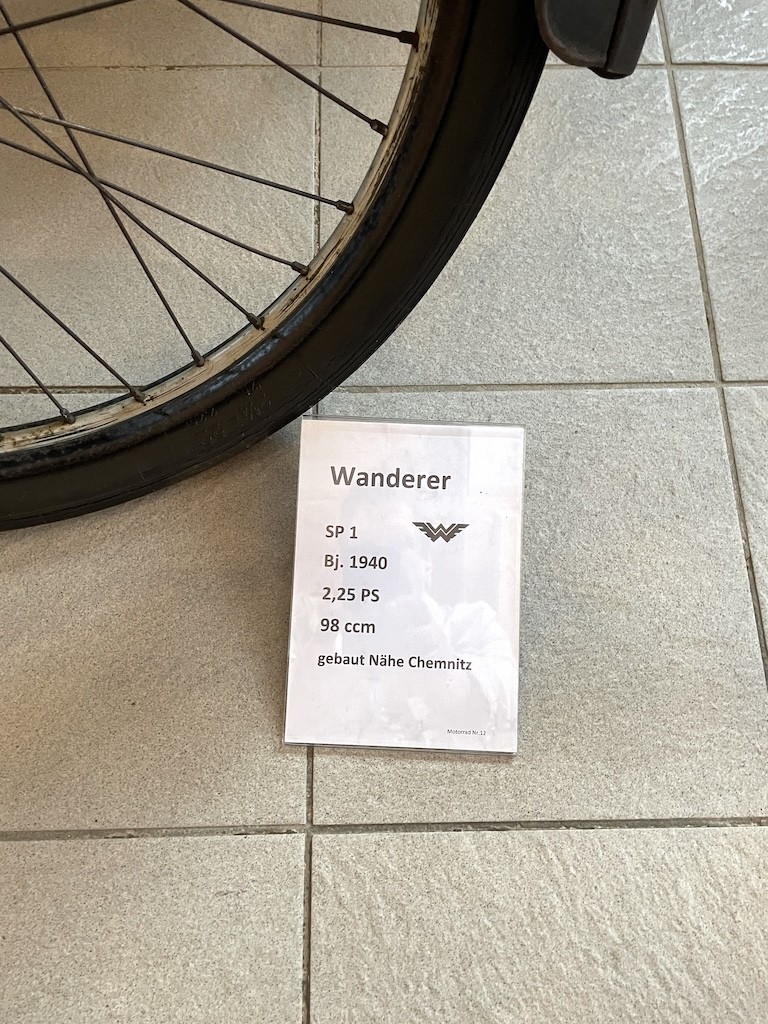 Wanderer
SP 1
Bj. 1940
2,25 PS
98 ccm
gebaut Nähe Chemnitz
Motorrad Nr.12